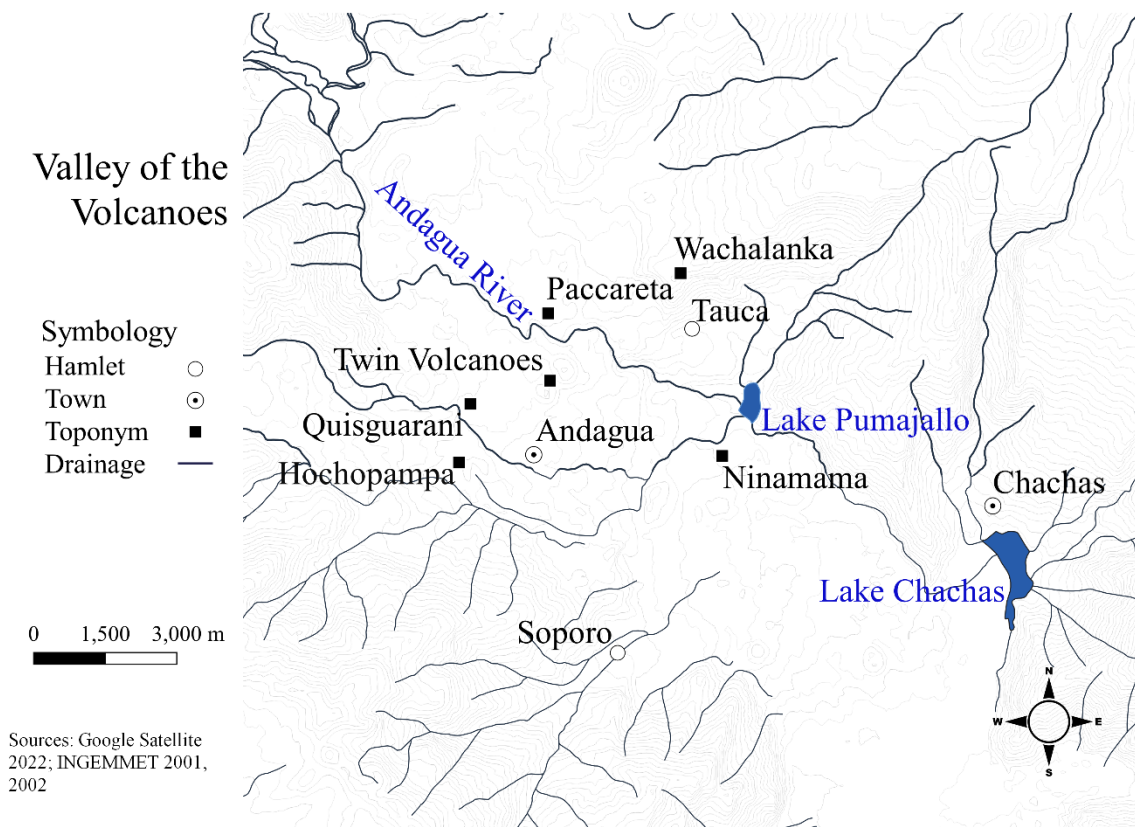 Valley of the
Volcanoes
Andagua River
Wachalanka
Paccareta
Tauca
Symbology
Hamlet
Town
Toponym
Drainage
Twin Volcanoes
Quisguarani
Andagua
Lake Pumajallo
Hochopampa
Ninamama
Chachas
Lake Chachas
Soporo
0 1,500 3,000 m
N
W E
S
Sources: Google Satellite
2022; INGEMMET 2001,
2002